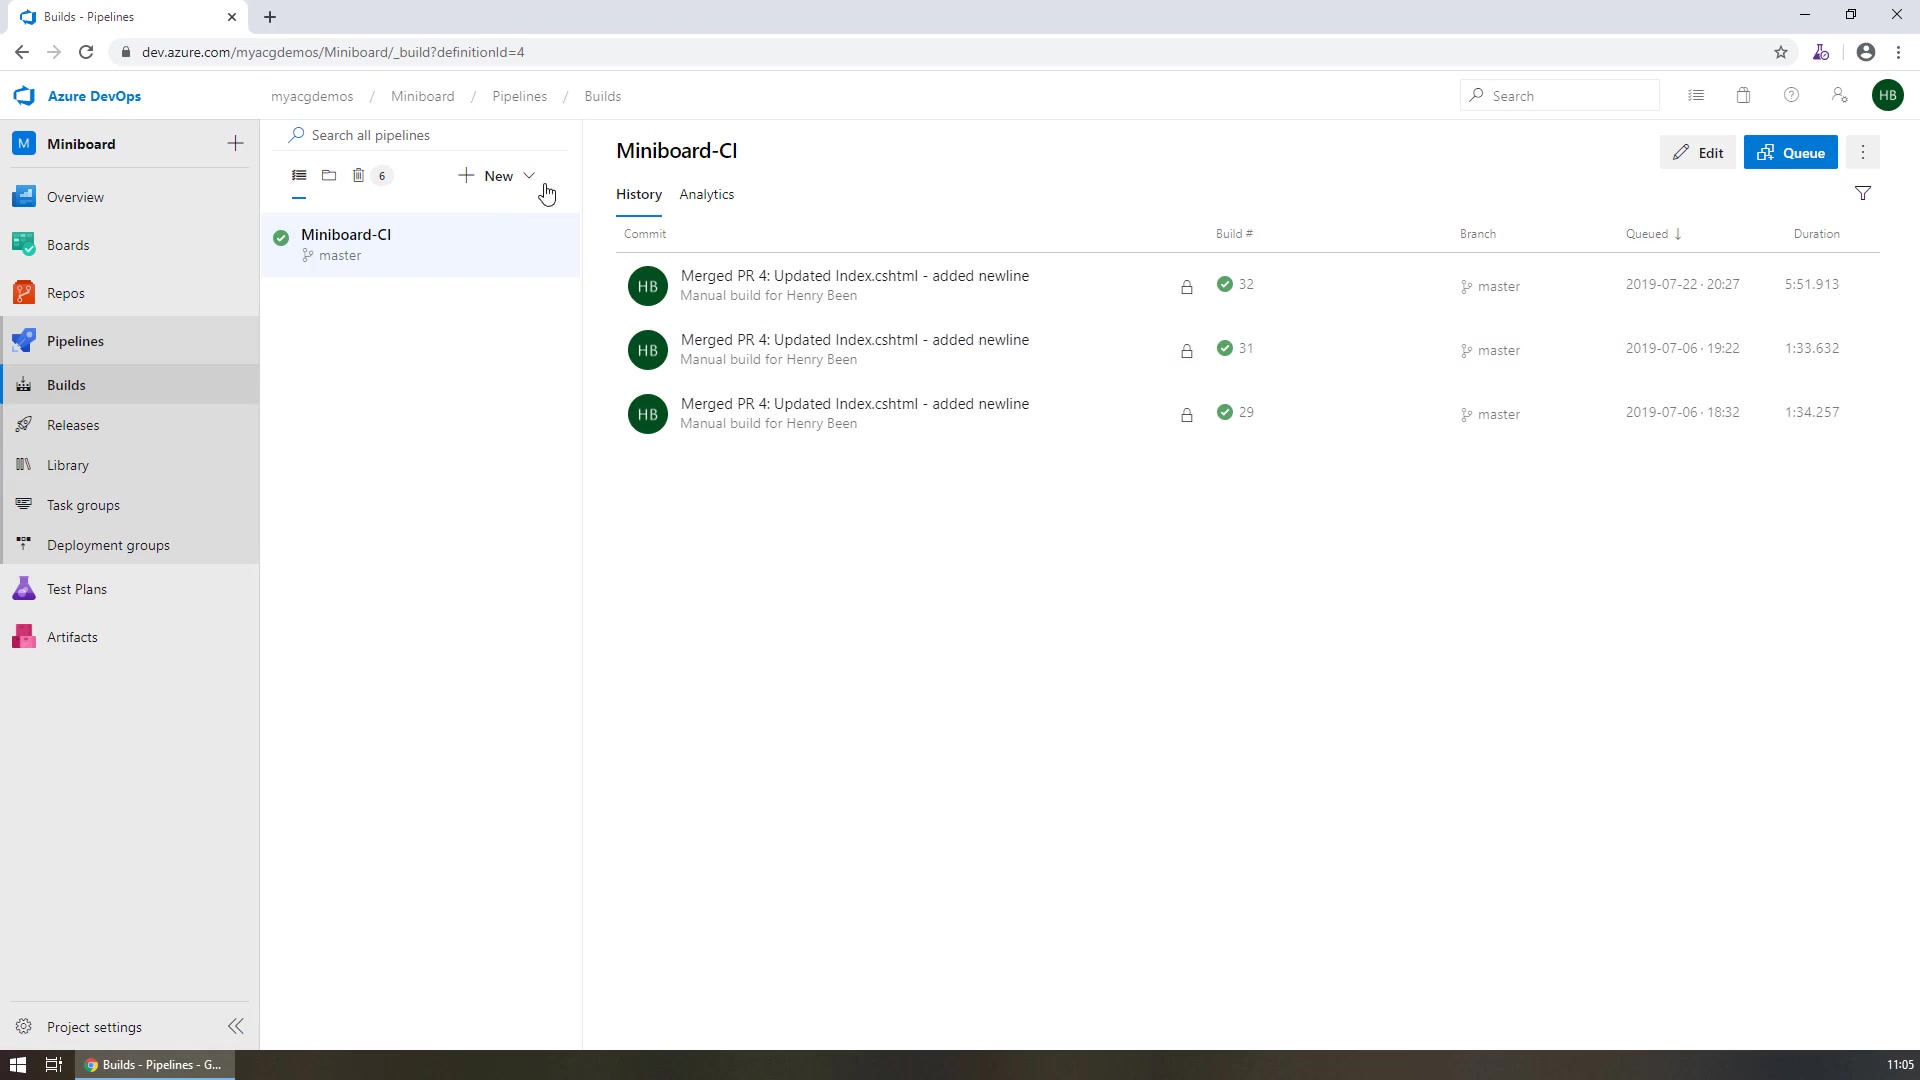 Builds - Pipelines
dev.azure.com/myacgdemos/Miniboard/_build?definitionId=4
Azure DevOps
myacgdemos / Miniboard / Pipelines / Builds
Search
HB
M Miniboard
Overview
Boards
Repos
Pipelines
Builds
Releases
Library
Task groups
Deployment groups
Test Plans
Artifacts
Project settings
Search all pipelines
6
New
Miniboard-CI
master
Miniboard-CI
Edit
Queue
History Analytics
Commit Build # Branch Queued ↓ Duration
HB Merged PR 4: Updated Index.cshtml - added newline 32 master 2019-07-22 · 20:27 5:51.913
Manual build for Henry Been
HB Merged PR 4: Updated Index.cshtml - added newline 31 master 2019-07-06 · 19:22 1:33.632
Manual build for Henry Been
HB Merged PR 4: Updated Index.cshtml - added newline 29 master 2019-07-06 · 18:32 1:34.257
Manual build for Henry Been
Builds - Pipelines - G...
11:05